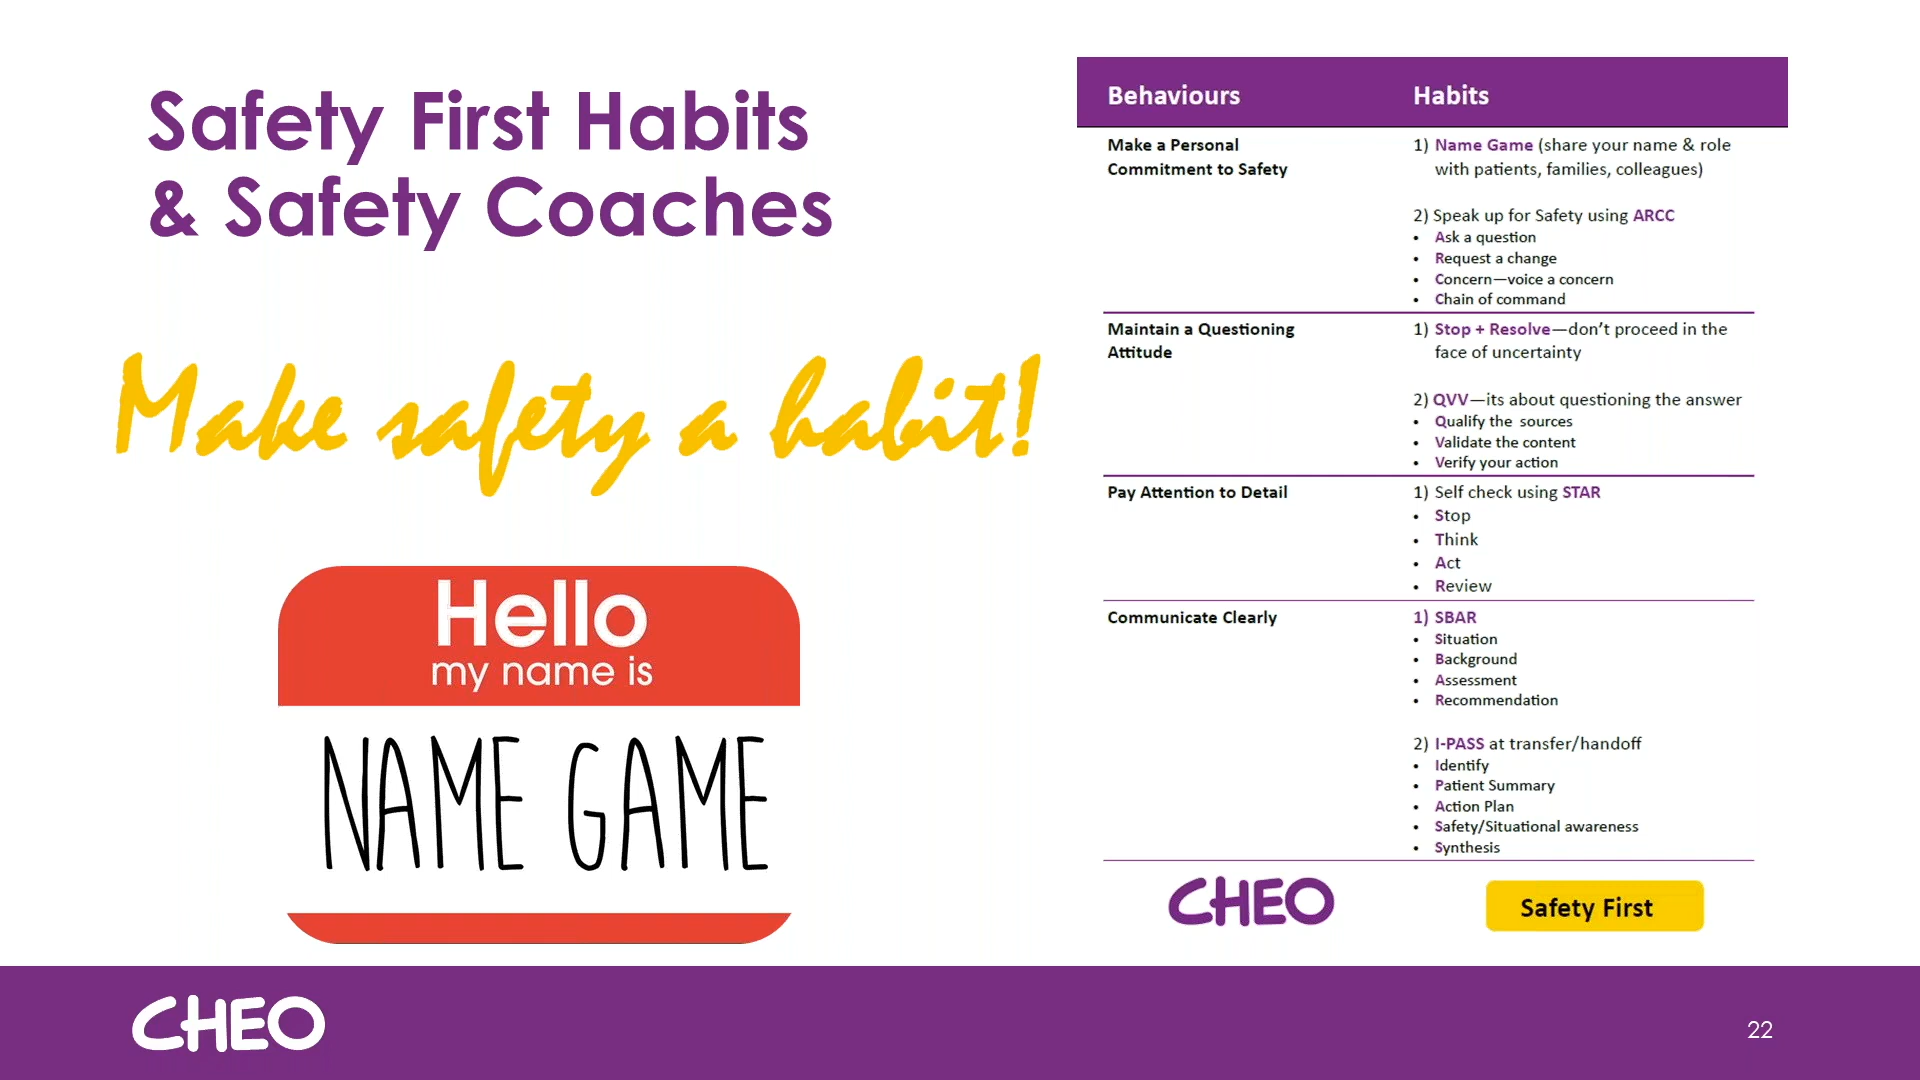 Safety First Habits
& Safety Coaches
Make safety a habit!
Hello
my name is
NAME GAME
Behaviours Habits
Make a Personal
Commitment to Safety
1) Name Game (share your name & role
with patients, families, colleagues)
2) Speak up for Safety using ARCC
• Ask a question
• Request a change
• Concern—voice a concern
• Chain of command
Maintain a Questioning
Attitude
1) Stop + Resolve—don’t proceed in the
face of uncertainty
2) QVV—its about questioning the answer
• Qualify the sources
• Validate the content
• Verify your action
Pay Attention to Detail
1) Self check using STAR
• Stop
• Think
• Act
• Review
Communicate Clearly
1) SBAR
• Situation
• Background
• Assessment
• Recommendation
2) I-PASS at transfer/handoff
• Identify
• Patient Summary
• Action Plan
• Safety/Situational awareness
• Synthesis
CHEO
Safety First
CHEO
22